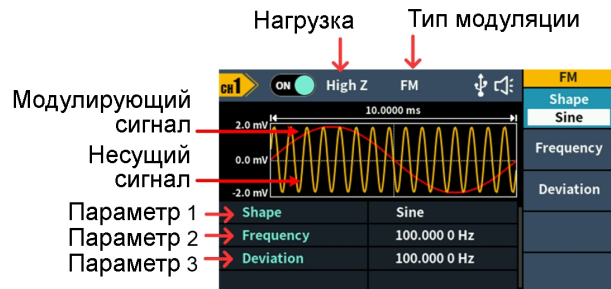 Нагрузка
Тип модуляции
CH1 ON High Z FM
FM
Shape
Sine
Frequency
Deviation
10.0000 ms
2.0 mV
0.0 mV
-2.0 mV
Модулирующий
сигнал
Несущий
сигнал
Параметр 1
Параметр 2
Параметр 3
Shape Sine
Frequency 100.000 0 Hz
Deviation 100.000 0 Hz